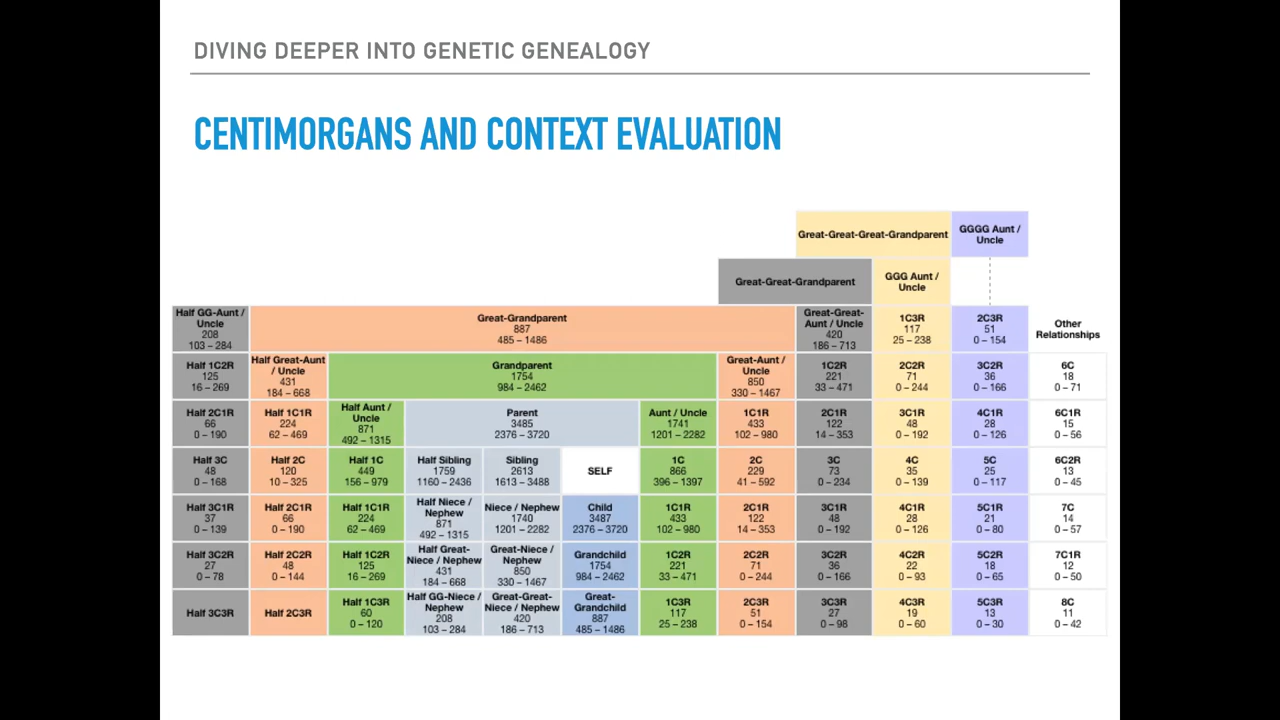 DIVING DEEPER INTO GENETIC GENEALOGY
CENTIMORGANS AND CONTEXT EVALUATION
Great-Great-Great-Grandparent
GGGG Aunt /
Uncle
Great-Great-Grandparent
GGG Aunt /
Uncle
Half GG-Aunt /
Uncle
208
103 – 284
Great-Grandparent
887
485 – 1486
Great-Great-
Aunt / Uncle
420
186 – 713
1C3R
117
25 – 238
2C3R
51
0 – 154
Other
Relationships
Half 1C2R
125
16 – 269
Half Great-Aunt
/ Uncle
431
184 – 668
Grandparent
1754
984 – 2462
Great-Aunt /
Uncle
850
330 – 1467
1C2R
221
33 – 471
2C2R
71
0 – 244
3C2R
36
0 – 166
6C
18
0 – 71
Half 2C1R
66
0 – 190
Half 1C1R
224
62 – 469
Half Aunt /
Uncle
871
492 – 1315
Parent
3485
2376 – 3720
Aunt / Uncle
1741
1201 – 2282
1C1R
433
102 – 980
2C1R
122
14 – 353
3C1R
48
0 – 192
4C1R
28
0 – 126
6C1R
15
0 – 56
Half 3C
48
0 – 168
Half 2C
120
10 – 325
Half 1C
449
156 – 979
Half Sibling
1759
1160 – 2436
Sibling
2613
1613 – 3488
SELF
1C
866
396 – 1397
2C
229
41 – 592
3C
73
0 – 234
4C
35
0 – 139
5C
25
0 – 117
6C2R
13
0 – 45
Half 3C1R
37
0 – 139
Half 2C1R
66
0 – 190
Half 1C1R
224
62 – 469
Half Niece /
Nephew
871
492 – 1315
Niece / Nephew
1740
1201 – 2282
Child
3487
2376 – 3720
1C1R
433
102 – 980
2C1R
122
14 – 353
3C1R
48
0 – 192
4C1R
28
0 – 126
5C1R
21
0 – 80
7C
14
0 – 57
Half 3C2R
27
0 – 78
Half 2C2R
48
0 – 144
Half 1C2R
125
16 – 269
Half Great-
Niece / Nephew
431
184 – 668
Great-Niece /
Nephew
850
330 – 1467
Grandchild
1754
984 – 2462
1C2R
221
33 – 471
2C2R
71
0 – 244
3C2R
36
0 – 166
4C2R
22
0 – 93
5C2R
18
0 – 65
7C1R
12
0 – 50
Half 3C3R
Half 2C3R
Half 1C3R
60
0 – 120
Half GG-Niece /
Nephew
208
103 – 284
Great-Great-
Niece / Nephew
420
186 – 713
Great-
Grandchild
887
485 – 1486
1C3R
117
25 – 238
2C3R
51
0 – 154
3C3R
27
0 – 98
4C3R
19
0 – 60
5C3R
13
0 – 30
8C
11
0 – 42